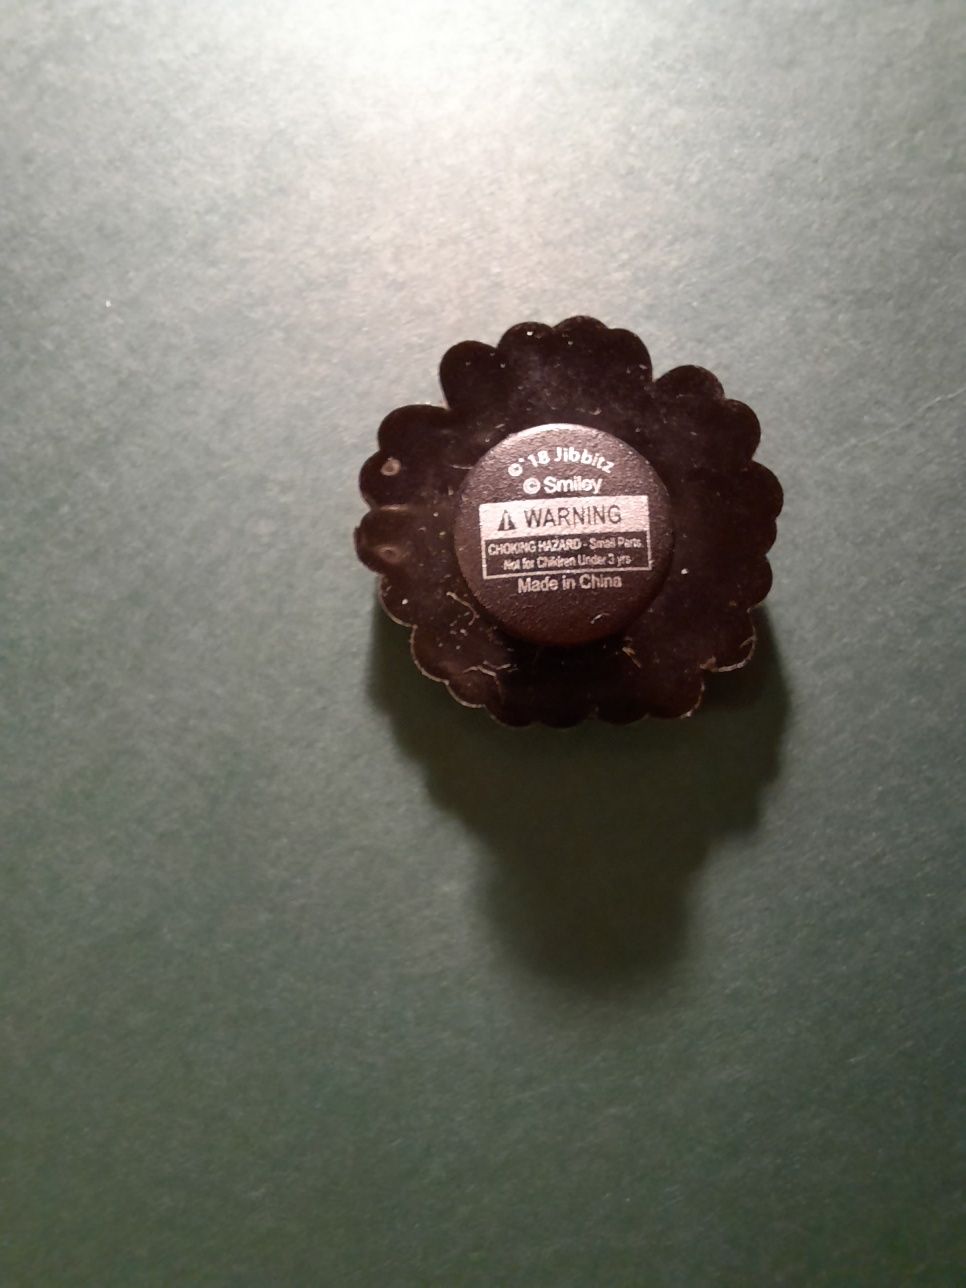 ©'18 Jibbitz
© Smiley
⚠ WARNING
CHOKING HAZARD - Small Parts
Not for Children Under 3 yrs
Made in China